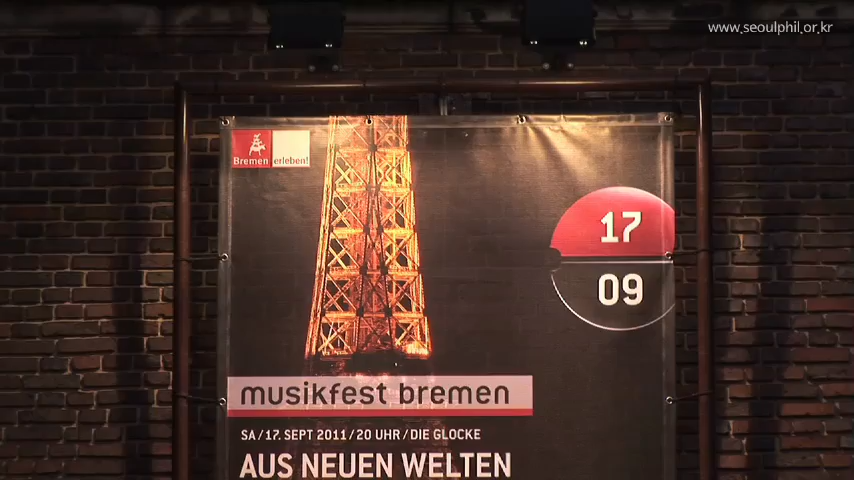 www.seoulphil.or.kr
Bremen erleben!
17
09
musikfest bremen
SA/17. SEPT 2011/20 UHR/DIE GLOCKE
AUS NEUEN WELTEN